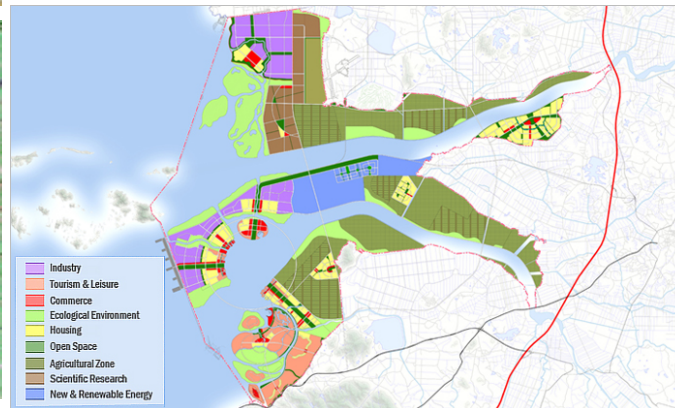 Industry
Tourism & Leisure
Commerce
Ecological Environment
Housing
Open Space
Agricultural Zone
Scientific Research
New & Renewable Energy